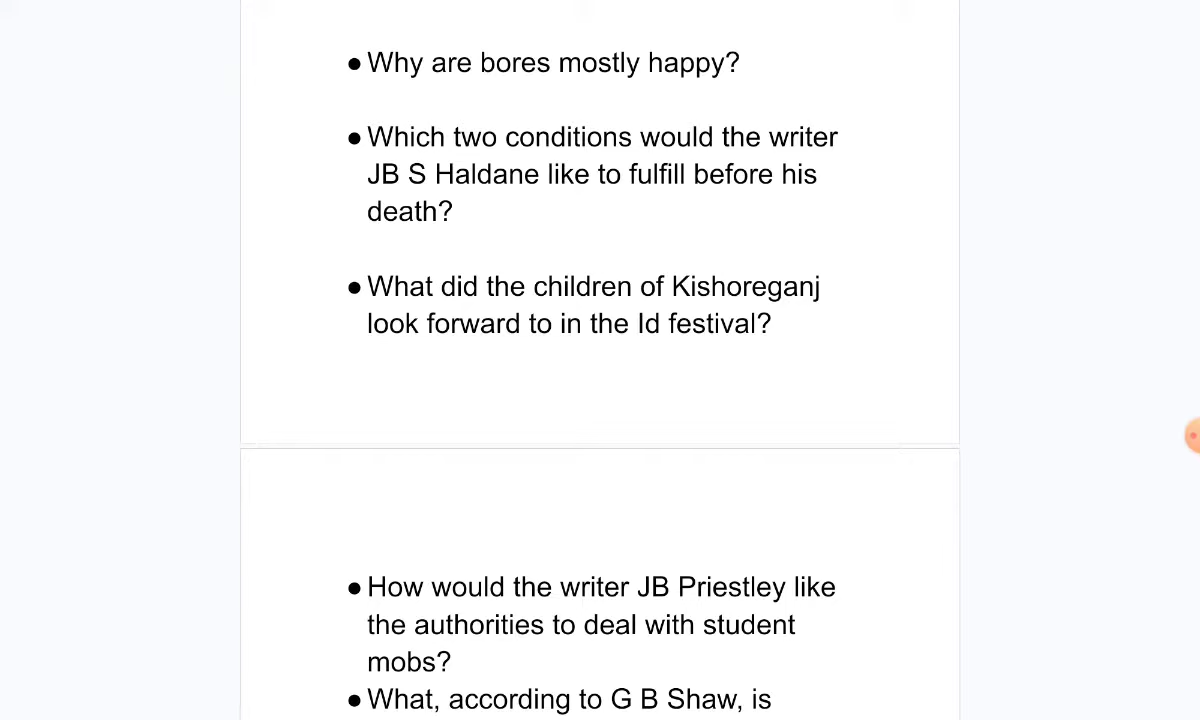 ● Why are bores mostly happy?
● Which two conditions would the writer
JB S Haldane like to fulfill before his
death?
● What did the children of Kishoreganj
look forward to in the Id festival?
● How would the writer JB Priestley like
the authorities to deal with student
mobs?
● What, according to G B Shaw, is